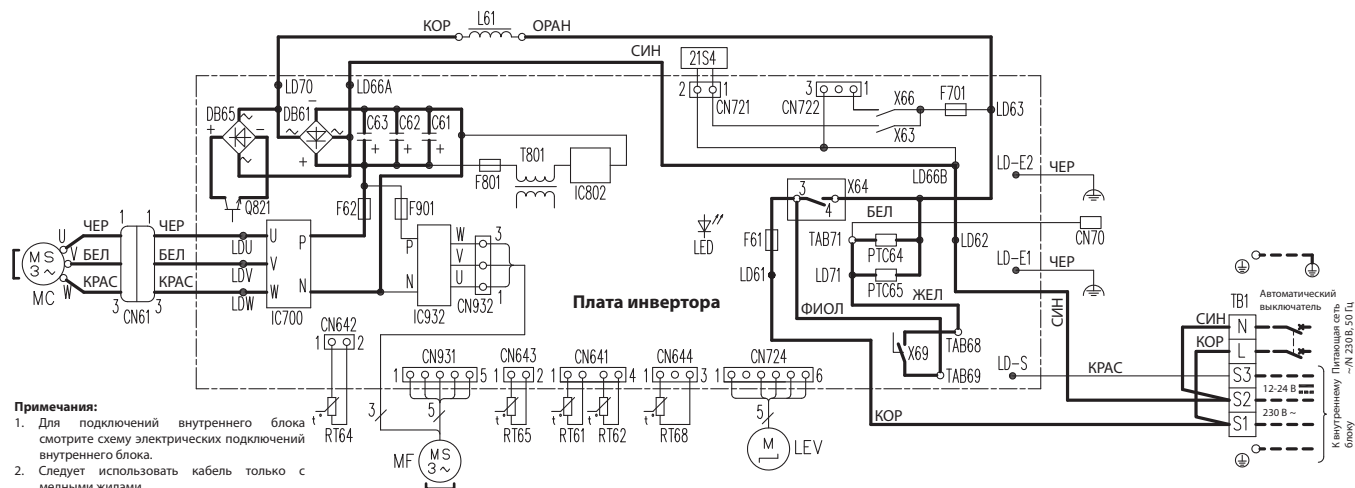 КОР L61 ОРАН
СИН
21S4
LD70 LD66A
2 1 3 1
CN721 CN722
X66 F701
X63
LD63
DB65 DB61
C63 C62 C61
+ − − +
+ + +
T801
F801 IC802
LD66B
LD-E2 ЧЕР
Q821
F62 F901
3 X64
4
БЕЛ
LED
CN70
U ЧЕР 1 1 ЧЕР
LDU U P
W 3
MS 3~ V БЕЛ БЕЛ
LDV V
P V
F61 TAB71 PTC64 LD62
LD-E1 ЧЕР
W КРАС КРАС
LDW W N
N U 1
LD61 LD71 PTC65
MC 3 CN61 3
IC700 IC932 CN932
Плата инвертора
ФИОЛ ЖЕЛ СИН
TB1 Автоматический
выключатель
CN642
1 2
X69 TAB68
TAB69
СИН N
КОР L
Питающая сеть
~/N 230 В, 50 Гц
CN931 CN643 CN641 CN644 CN724
1 5 1 2 1 4 1 3 1 6
LD-S КРАС
S3
12-24 В
S2
230 В ~
S1
К внутреннему
блоку
Примечания:
1. Для подключений внутреннего блока
смотрите схему электрических подключений
внутреннего блока.
2. Следует использовать кабель только с
медными жилами.
t° t° t° t° t°
3 5 5
RT64 RT65 RT61 RT62 RT68
КОР
MF MS 3~
M LEV